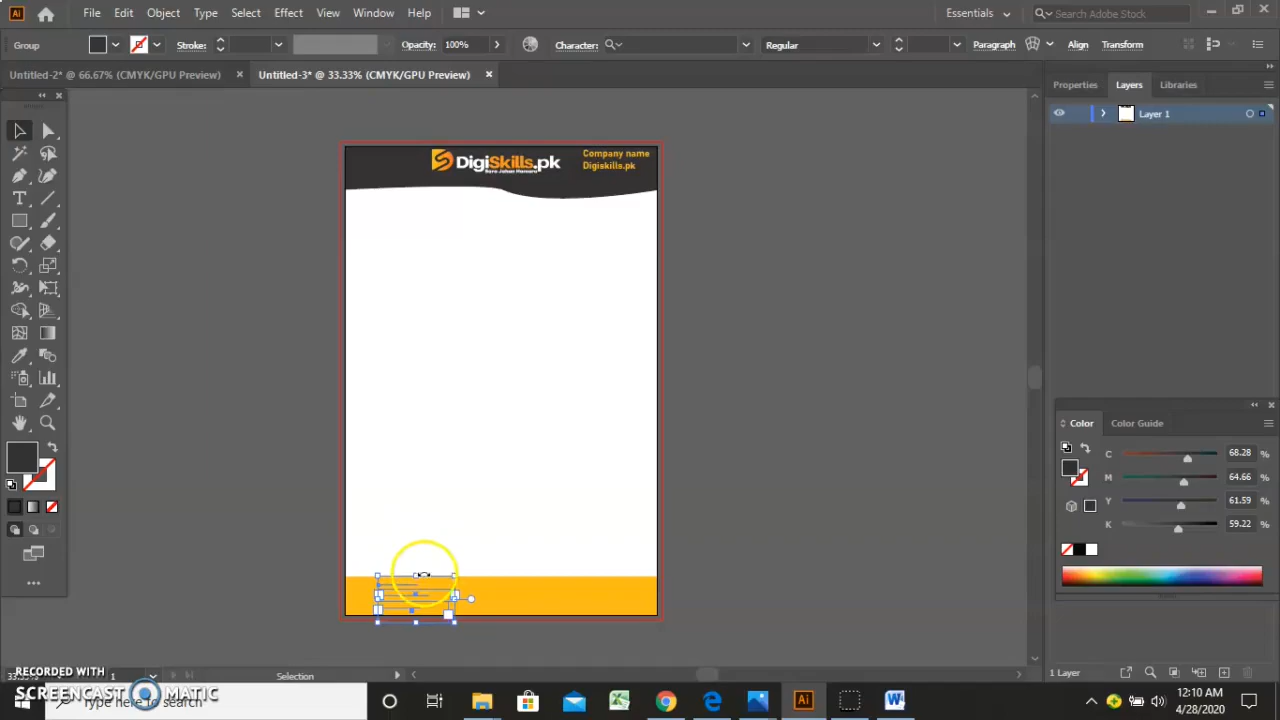 Ai File Edit Object Type Select Effect View Window Help Essentials Search Adobe Stock
Group Stroke: Opacity: 100% Character: Regular Paragraph Align Transform
Untitled-2* @ 66.67% (CMYK/GPU Preview) Untitled-3* @ 33.33% (CMYK/GPU Preview)
Properties Layers Libraries
Layer 1
DigiSkills.pk
Company name
Digiskills.pk
Color Color Guide
C 68.28 %
M 64.66 %
Y 61.59 %
K 59.22 %
1 Selection 1 Layer
RECORDED WITH
SCREENCAST MATIC
Type here to search
12:10 AM
4/28/2020